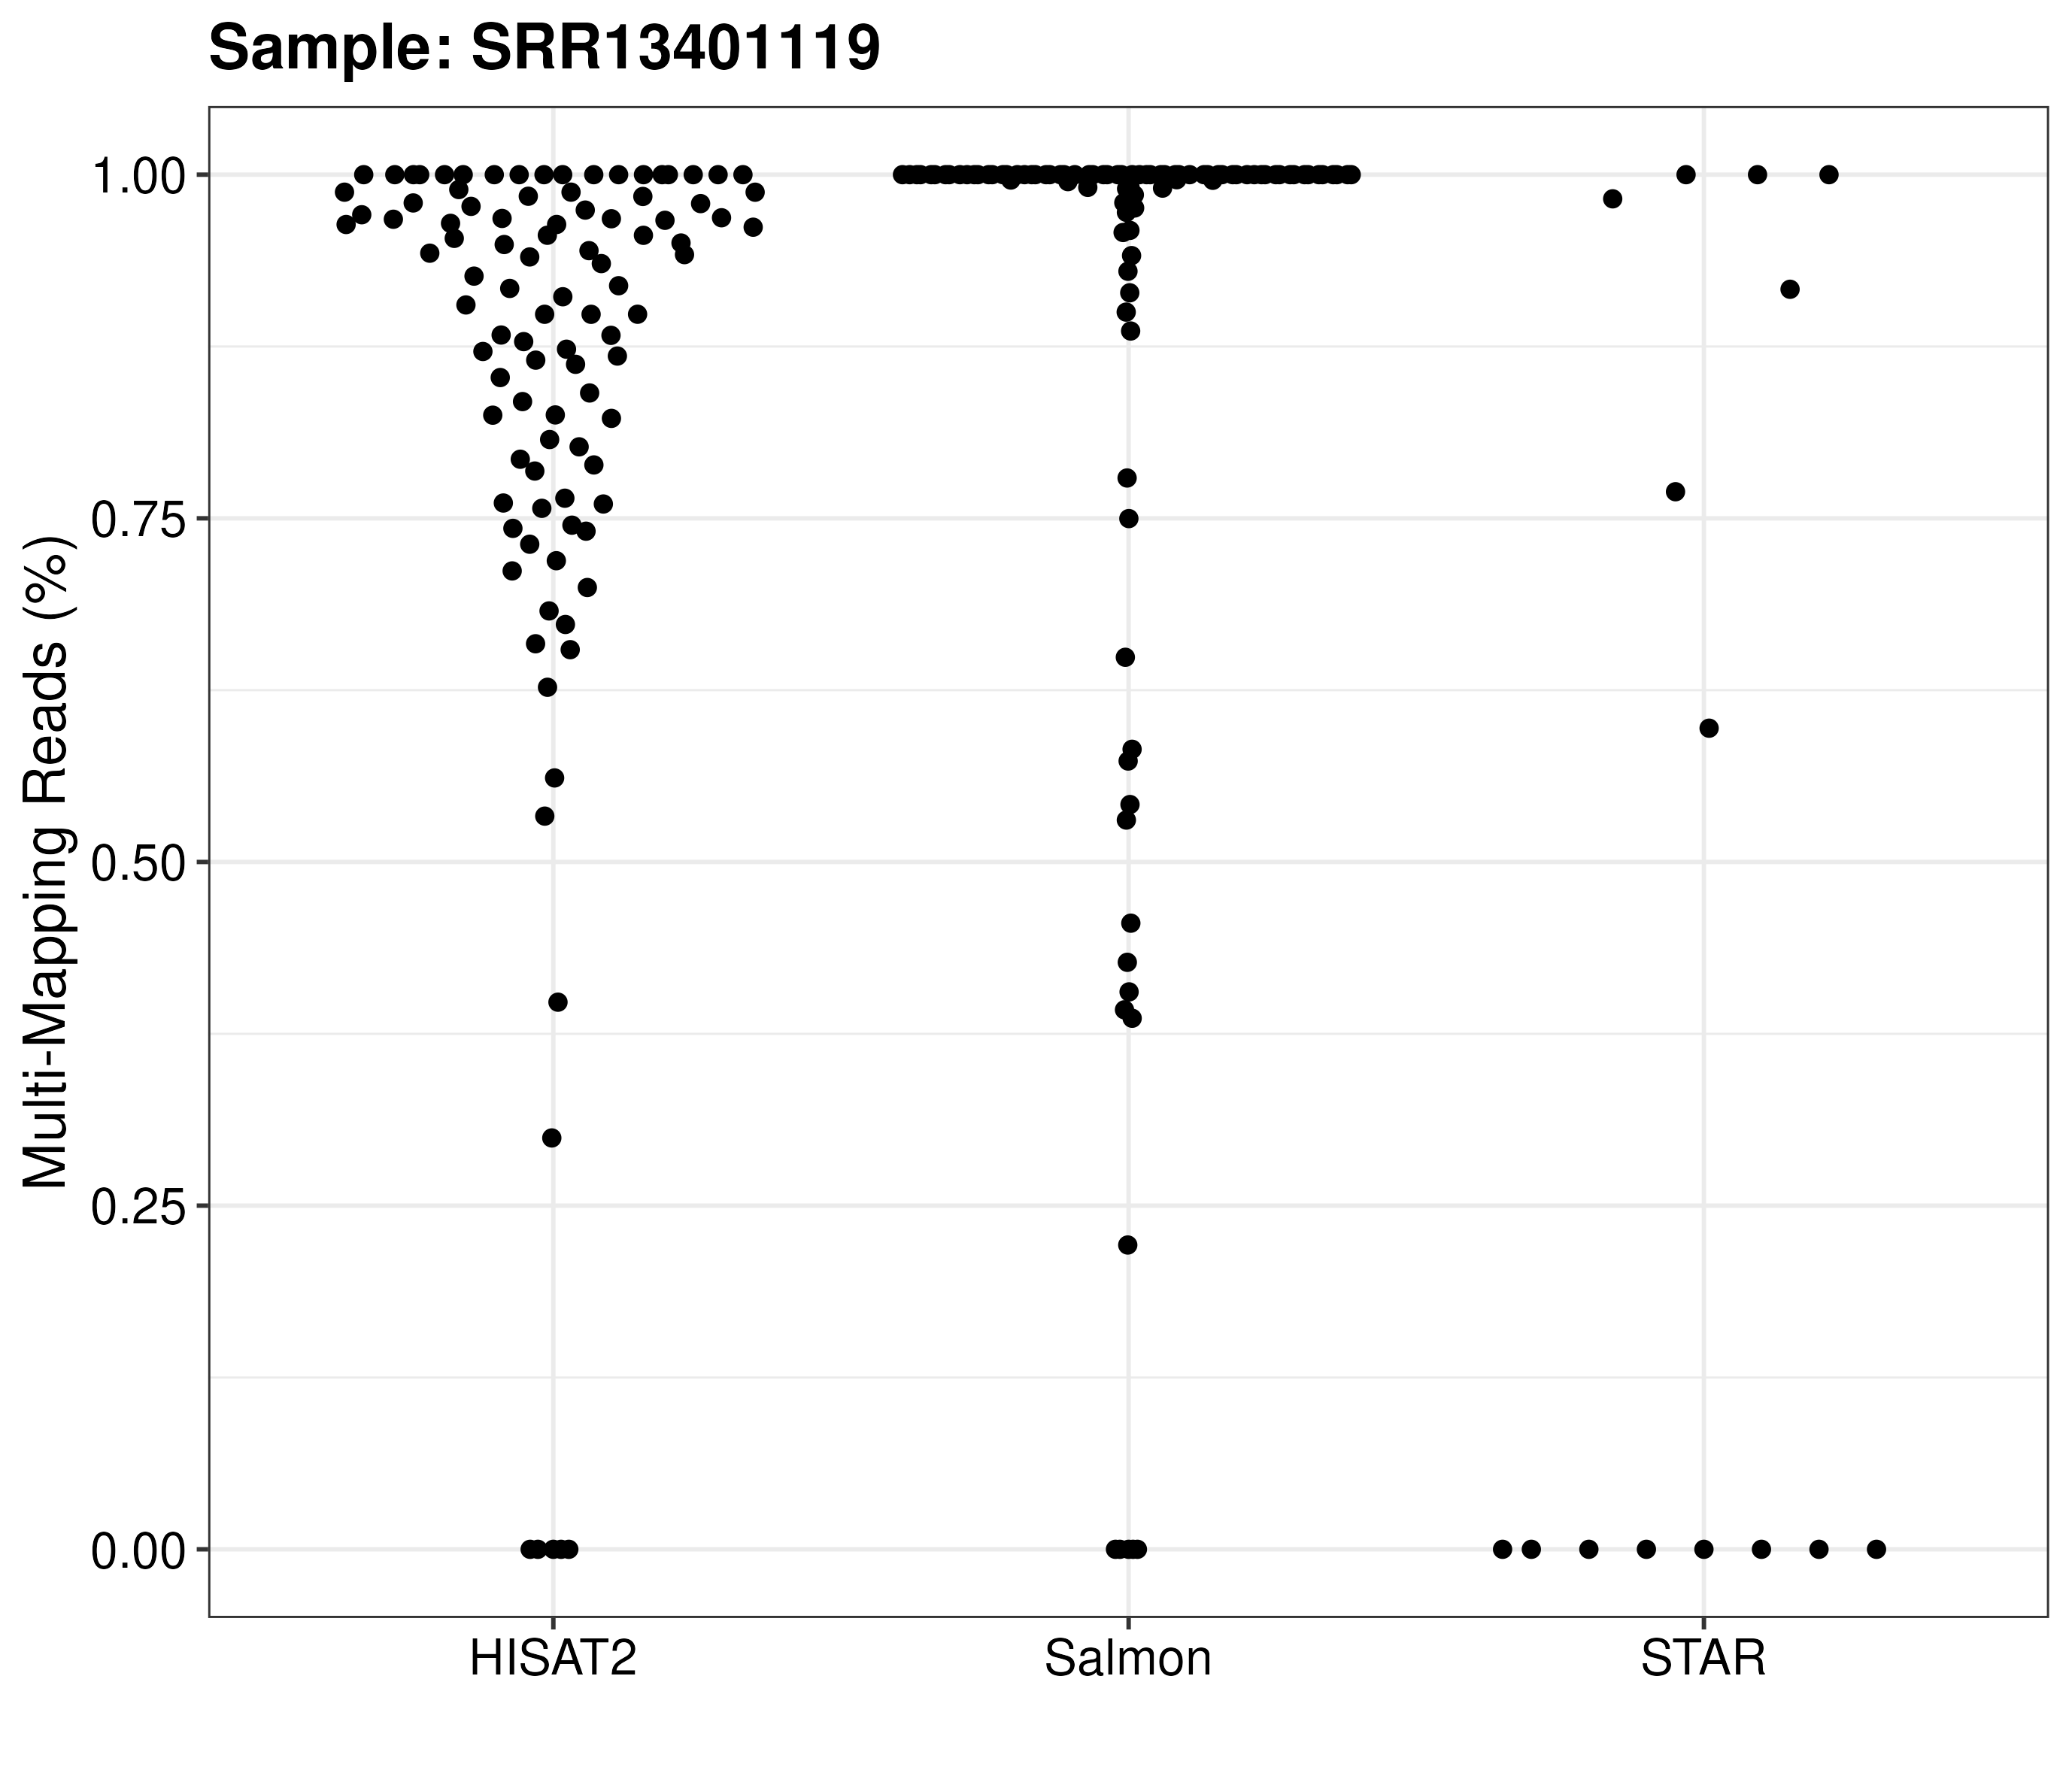 Sample: SRR13401119
Multi-Mapping Reads (%)
1.00
0.75
0.50
0.25
0.00
HISAT2
Salmon
STAR